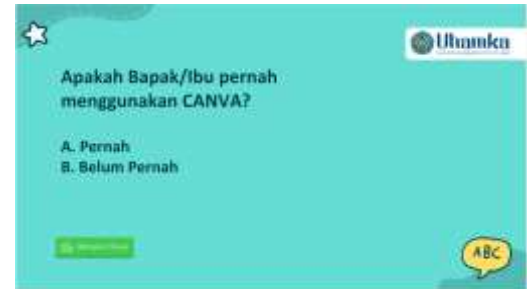 Uhamka
Apakah Bapak/Ibu pernah
menggunakan CANVA?
A. Pernah
B. Belum Pernah
ABC